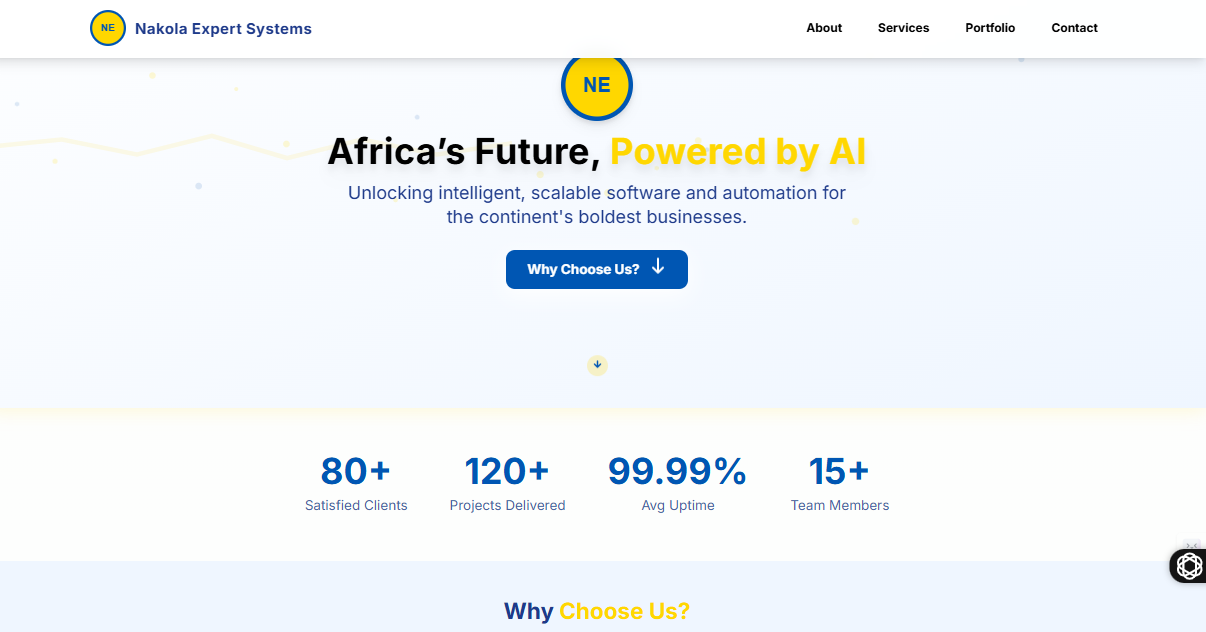 NE
Nakola Expert Systems
About
Services
Portfolio
Contact
NE
Africa’s Future, Powered by AI
Unlocking intelligent, scalable software and automation for
the continent's boldest businesses.
Why Choose Us?
80+
Satisfied Clients
120+
Projects Delivered
99.99%
Avg Uptime
15+
Team Members
Why Choose Us?